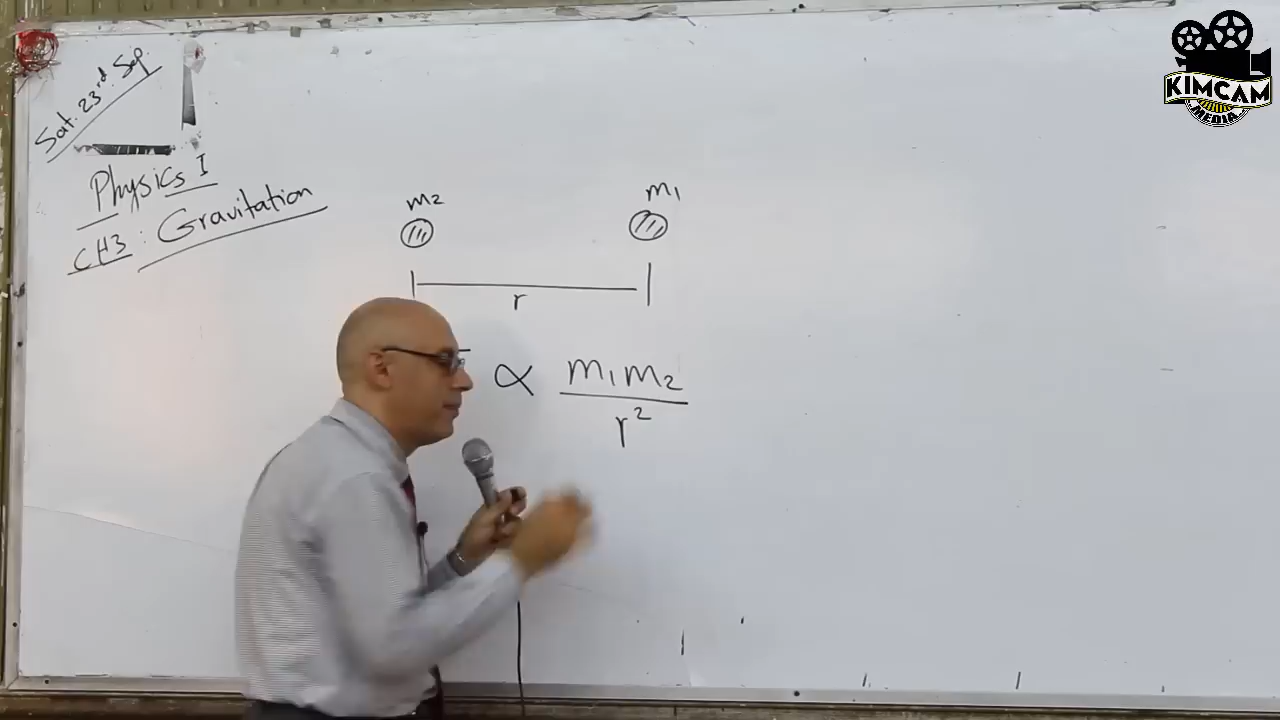 Sat. 23rd. Sep.
Physics I
CH3: Gravitation
m2
m1
r
∝ m1m2
r2
KIMCAM
MEDIA